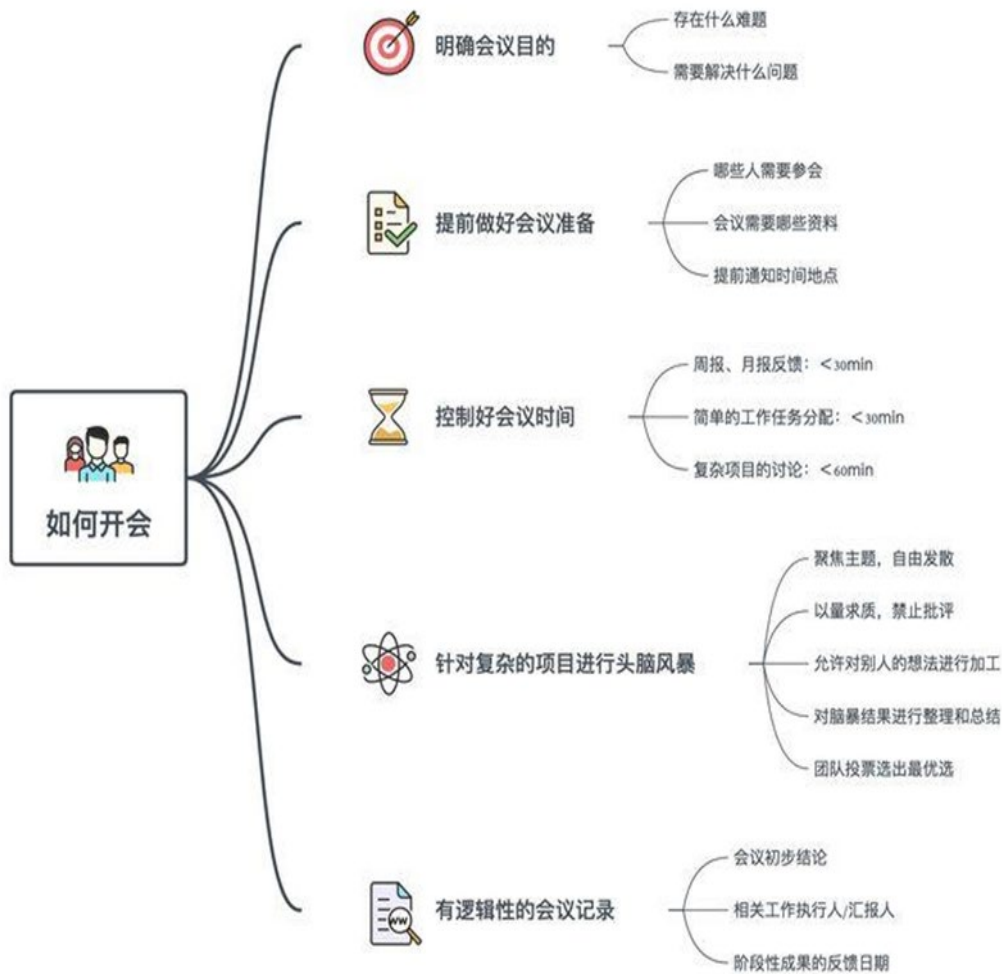 如何开会
明确会议目的
存在什么难题
需要解决什么问题
提前做好会议准备
哪些人需要参会
会议需要哪些资料
提前通知时间地点
控制好会议时间
周报、月报反馈：＜30min
简单的工作任务分配：＜30min
复杂项目的讨论：＜60min
针对复杂的项目进行头脑风暴
聚焦主题，自由发散
以量求质，禁止批评
允许对别人的想法进行加工
对脑暴结果进行整理和总结
团队投票选出最优选
WW
有逻辑性的会议记录
会议初步结论
相关工作执行人/汇报人
阶段性成果的反馈日期